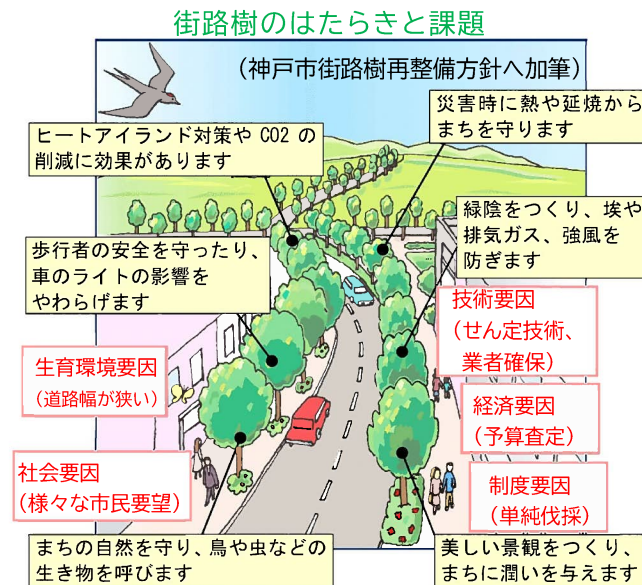 街路樹のはたらきと課題
(神戸市街路樹再整備方針へ加筆)
災害時に熱や延焼から
まちを守ります
ヒートアイランド対策や CO2 の
削減に効果があります
緑陰をつくり、埃や
排気ガス、強風を
防ぎます
歩行者の安全を守ったり、
車のライトの影響を
やわらげます
技術要因
(せん定技術、
業者確保)
生育環境要因
(道路幅が狭い)
経済要因
(予算査定)
社会要因
(様々な市民要望)
制度要因
(単純伐採)
まちの自然を守り、鳥や虫などの
生き物を呼びます
美しい景観をつくり、
まちに潤いを与えます